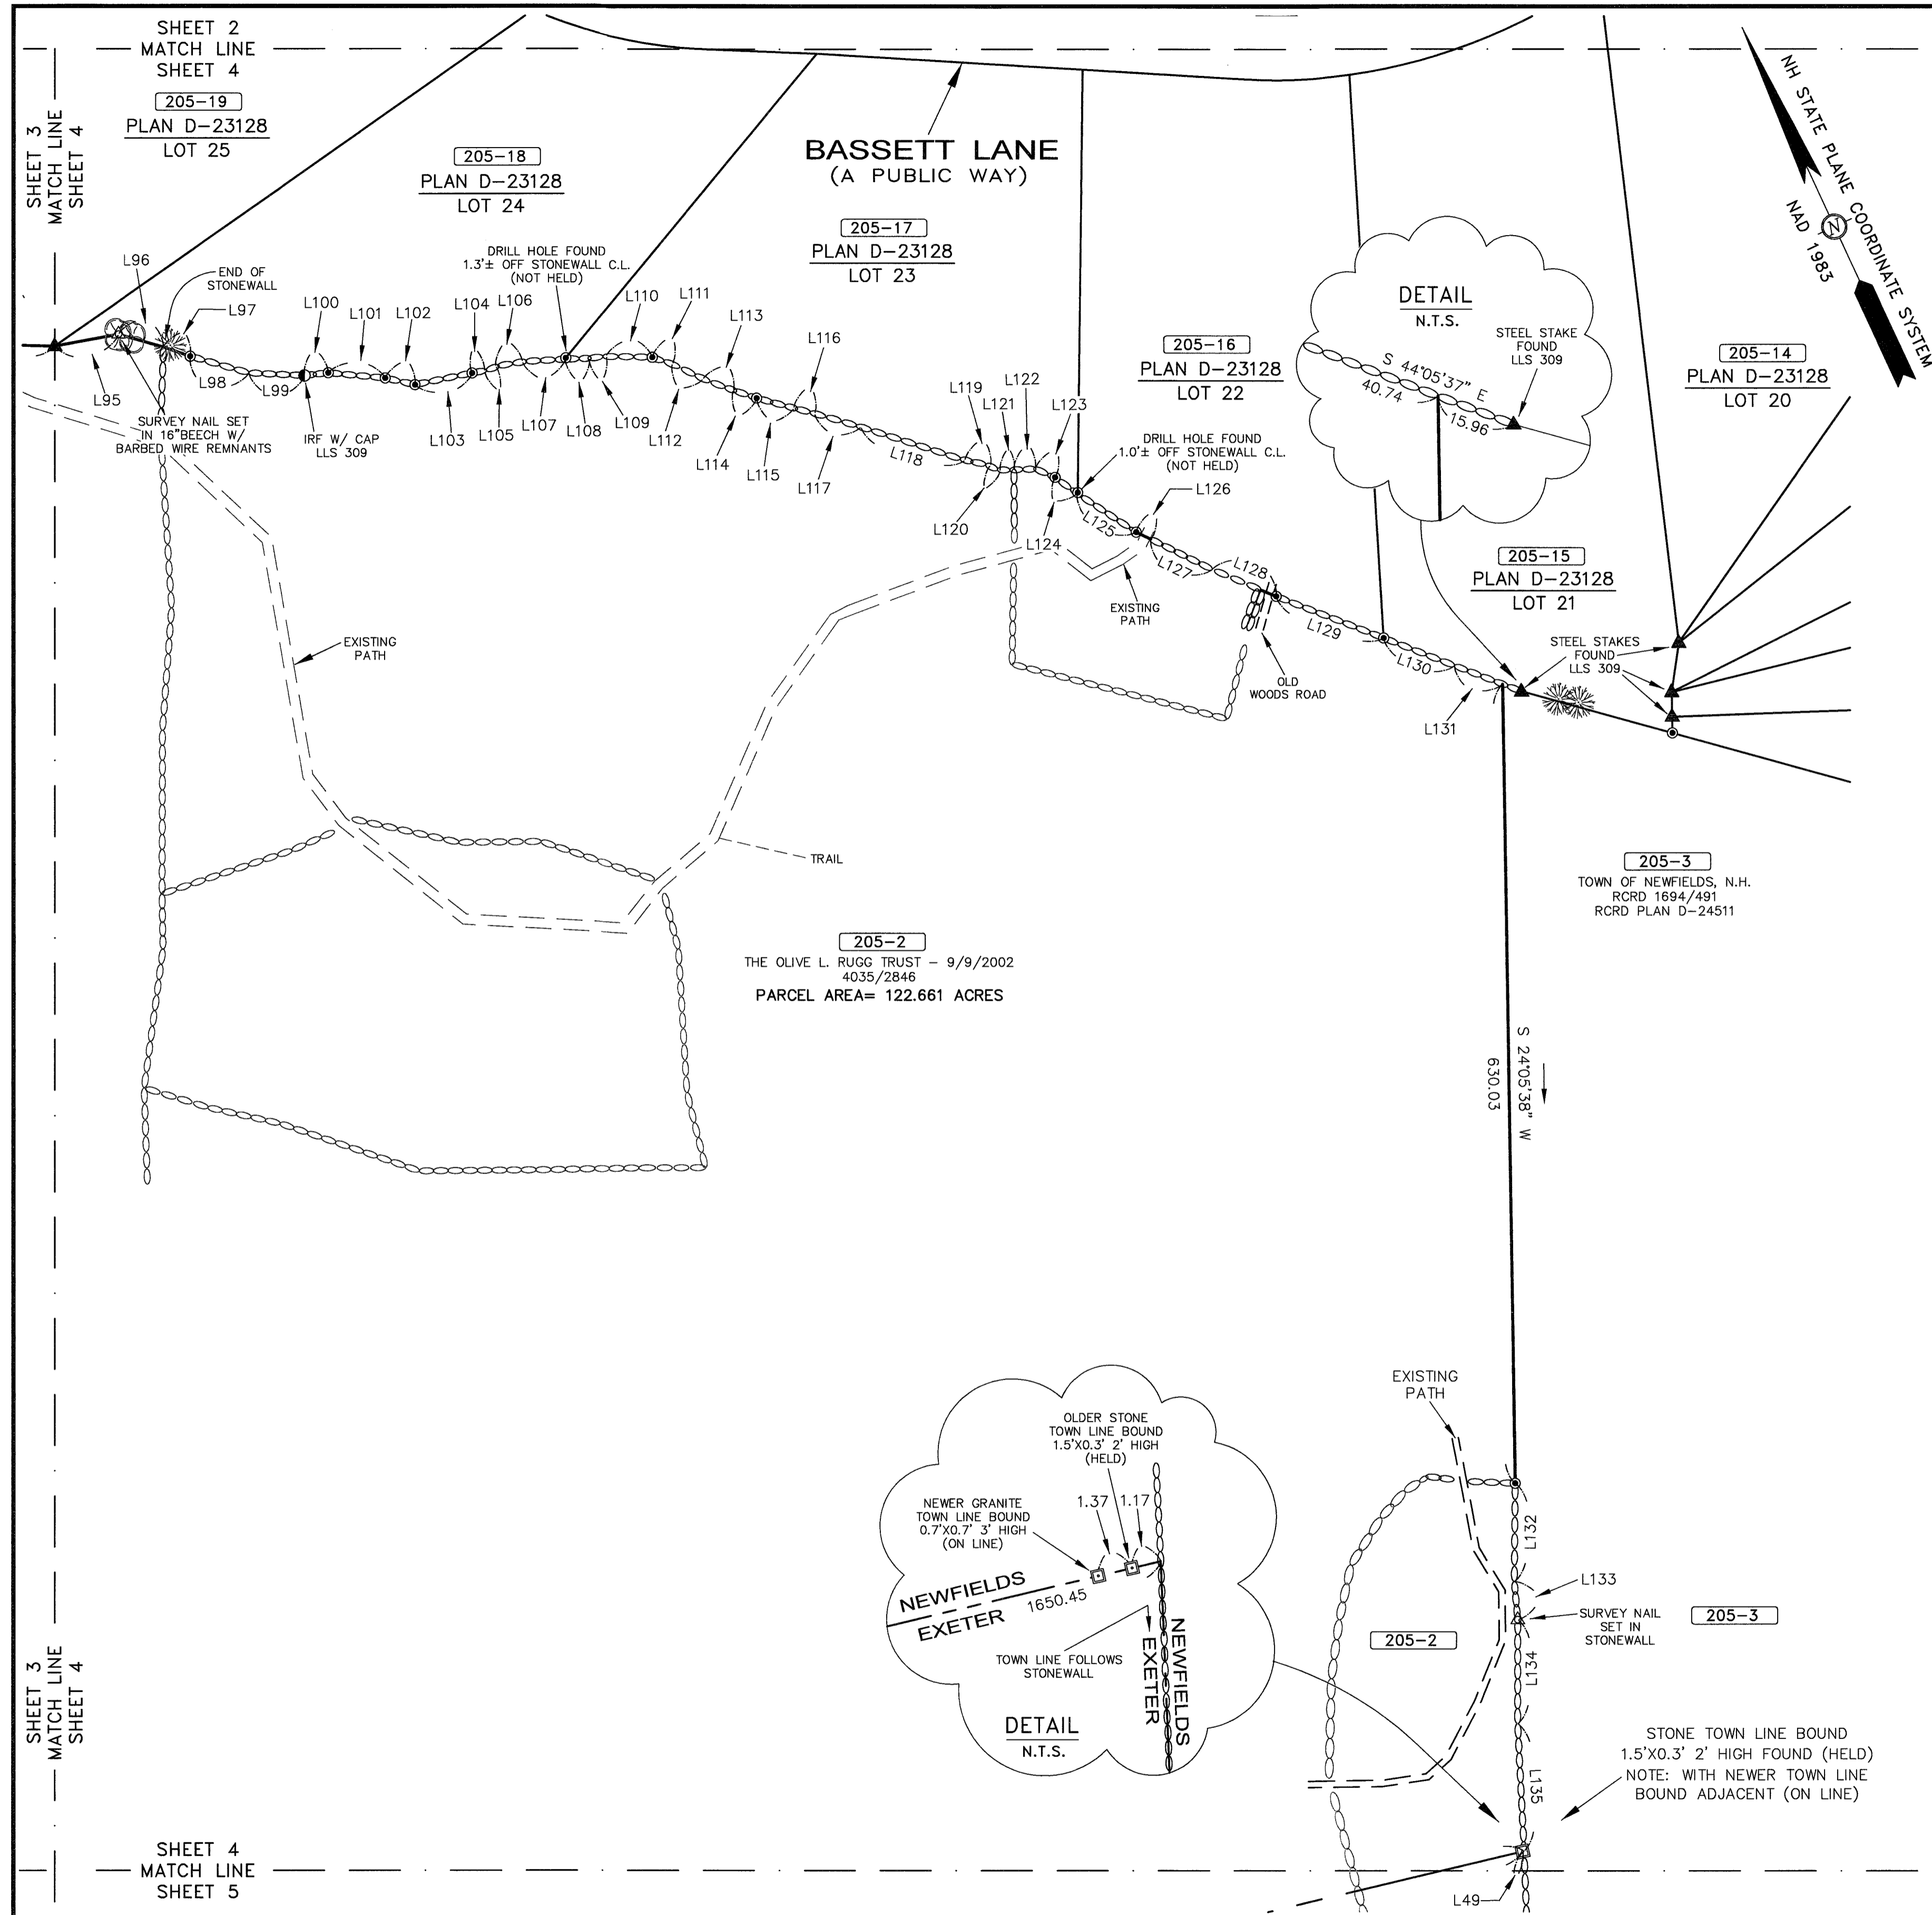 SHEET 2
MATCH LINE
SHEET 4
SHEET 3
MATCH LINE
SHEET 4
205-19
PLAN D-23128
LOT 25
205-18
PLAN D-23128
LOT 24
BASSETT LANE
(A PUBLIC WAY)
205-17
PLAN D-23128
LOT 23
NH STATE PLANE COORDINATE SYSTEM
NAD 1983
N
DETAIL
N.T.S.
STEEL STAKE
FOUND
LLS 309
S 44°05'37" E
40.74
15.96
205-16
PLAN D-23128
LOT 22
205-14
PLAN D-23128
LOT 20
205-15
PLAN D-23128
LOT 21
L96
END OF
STONEWALL
L97
L100
L101
L102
L104
L106
DRILL HOLE FOUND
1.3'± OFF STONEWALL C.L.
(NOT HELD)
L110
L111
L113
L116
L95
L98
L99
SURVEY NAIL SET
IN 16"BEECH W/
BARBED WIRE REMNANTS
IRF W/ CAP
LLS 309
L103
L105
L107
L108
L109
L112
L114
L115
L117
L118
L119
L121
L122
L123
L120
L124
DRILL HOLE FOUND
1.0'± OFF STONEWALL C.L.
(NOT HELD)
L125
L126
L127
L128
L129
L130
L131
EXISTING
PATH
OLD
WOODS ROAD
STEEL STAKES
FOUND
LLS 309
EXISTING
PATH
TRAIL
205-3
TOWN OF NEWFIELDS, N.H.
RCRD 1694/491
RCRD PLAN D-24511
205-2
THE OLIVE L. RUGG TRUST - 9/9/2002
4035/2846
PARCEL AREA= 122.661 ACRES
S 24°05'38" W
630.03
EXISTING
PATH
OLDER STONE
TOWN LINE BOUND
1.5'X0.3' 2' HIGH
(HELD)
NEWER GRANITE
TOWN LINE BOUND
0.7'X0.7' 3' HIGH
(ON LINE)
1.37
1.17
NEWFIELDS
EXETER
1650.45
TOWN LINE FOLLOWS
STONEWALL
EXETER
NEWFIELDS
DETAIL
N.T.S.
L132
L133
SURVEY NAIL
SET IN
STONEWALL
205-3
205-2
L134
L135
STONE TOWN LINE BOUND
1.5'X0.3' 2' HIGH FOUND (HELD)
NOTE: WITH NEWER TOWN LINE
BOUND ADJACENT (ON LINE)
L49
SHEET 3
MATCH LINE
SHEET 4
SHEET 4
MATCH LINE
SHEET 5